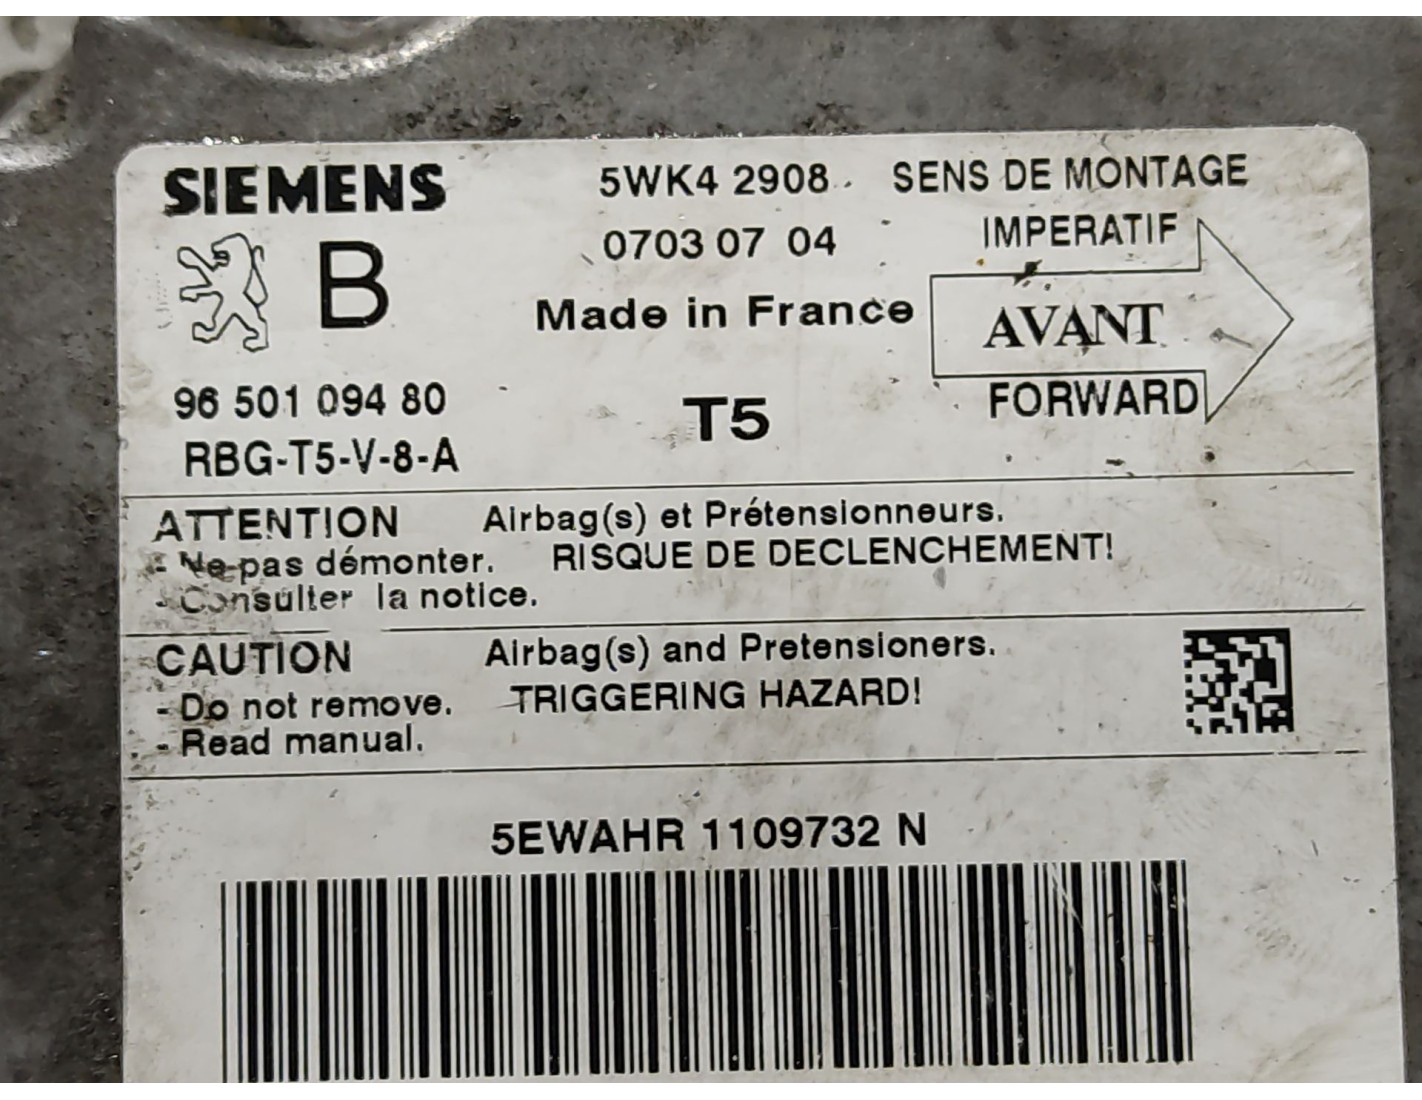 SIEMENS 5WK4 2908 SENS DE MONTAGE
B 0703 07 04 IMPERATIF
Made in France AVANT
96 501 094 80 T5 FORWARD
RBG-T5-V-8-A
ATTENTION Airbag(s) et Prétensionneurs.
- Ne pas démonter. RISQUE DE DECLENCHEMENT!
- Consulter la notice.
CAUTION Airbag(s) and Pretensioners.
- Do not remove. TRIGGERING HAZARD!
- Read manual.
5EWAHR 1109732 N